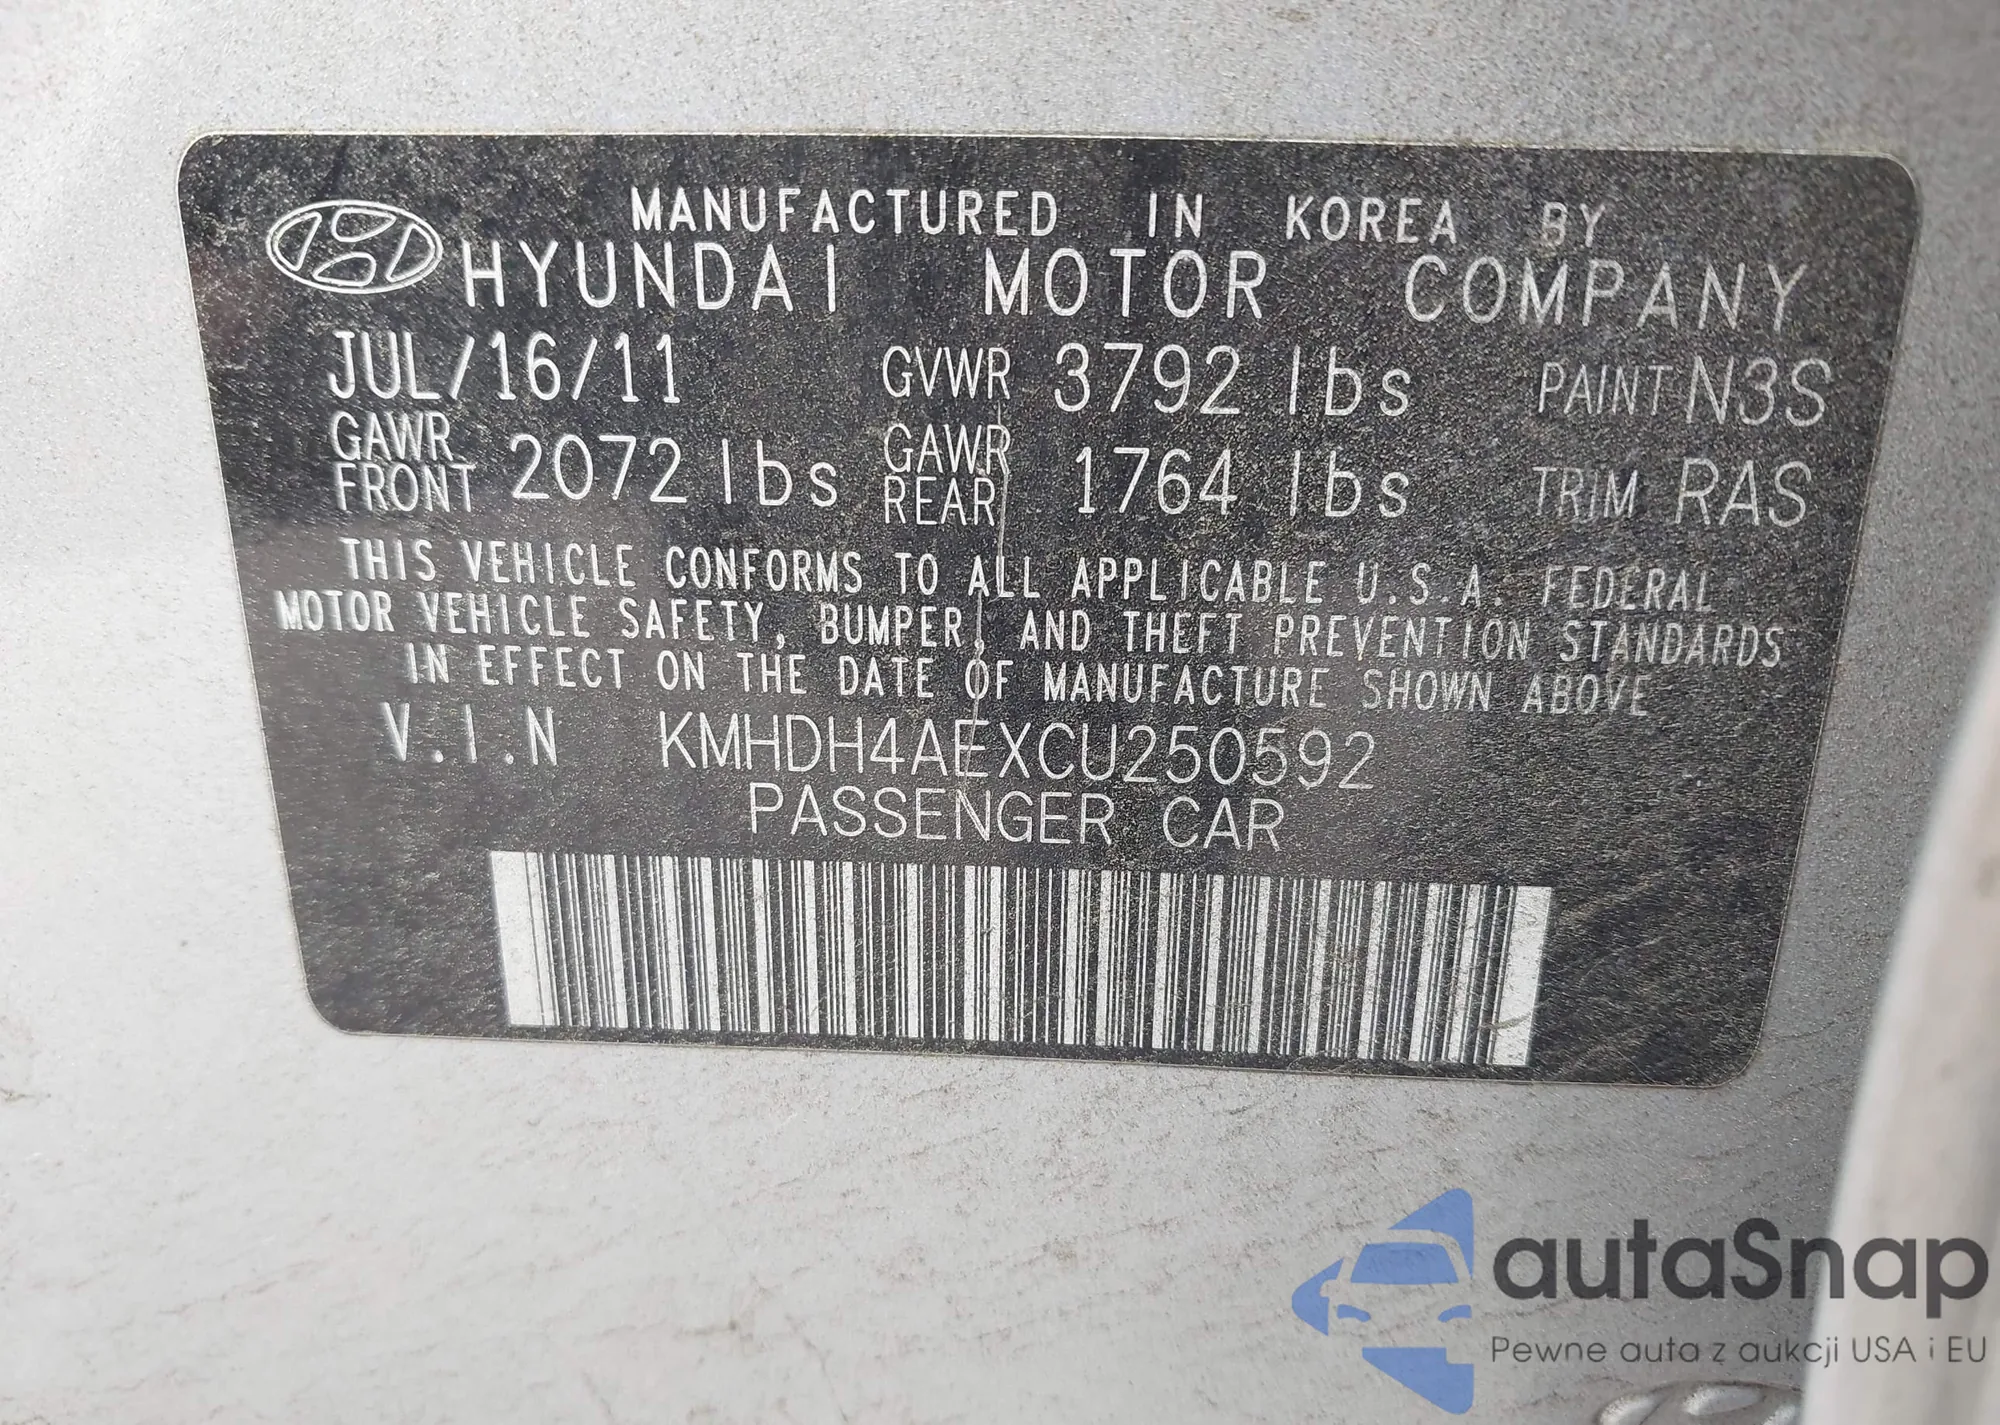 MANUFACTURED IN KOREA BY
HYUNDAI MOTOR COMPANY
JUL/16/11 GVWR 3792 lbs PAINT N3S
GAWR FRONT 2072 lbs GAWR REAR 1764 lbs TRIM RAS
THIS VEHICLE CONFORMS TO ALL APPLICABLE U.S.A. FEDERAL
MOTOR VEHICLE SAFETY, BUMPER, AND THEFT PREVENTION STANDARDS
IN EFFECT ON THE DATE OF MANUFACTURE SHOWN ABOVE
V.I.N KMHDH4AEXCU250592
PASSENGER CAR
autaSnap
Pewne auta z aukcji USA i EU